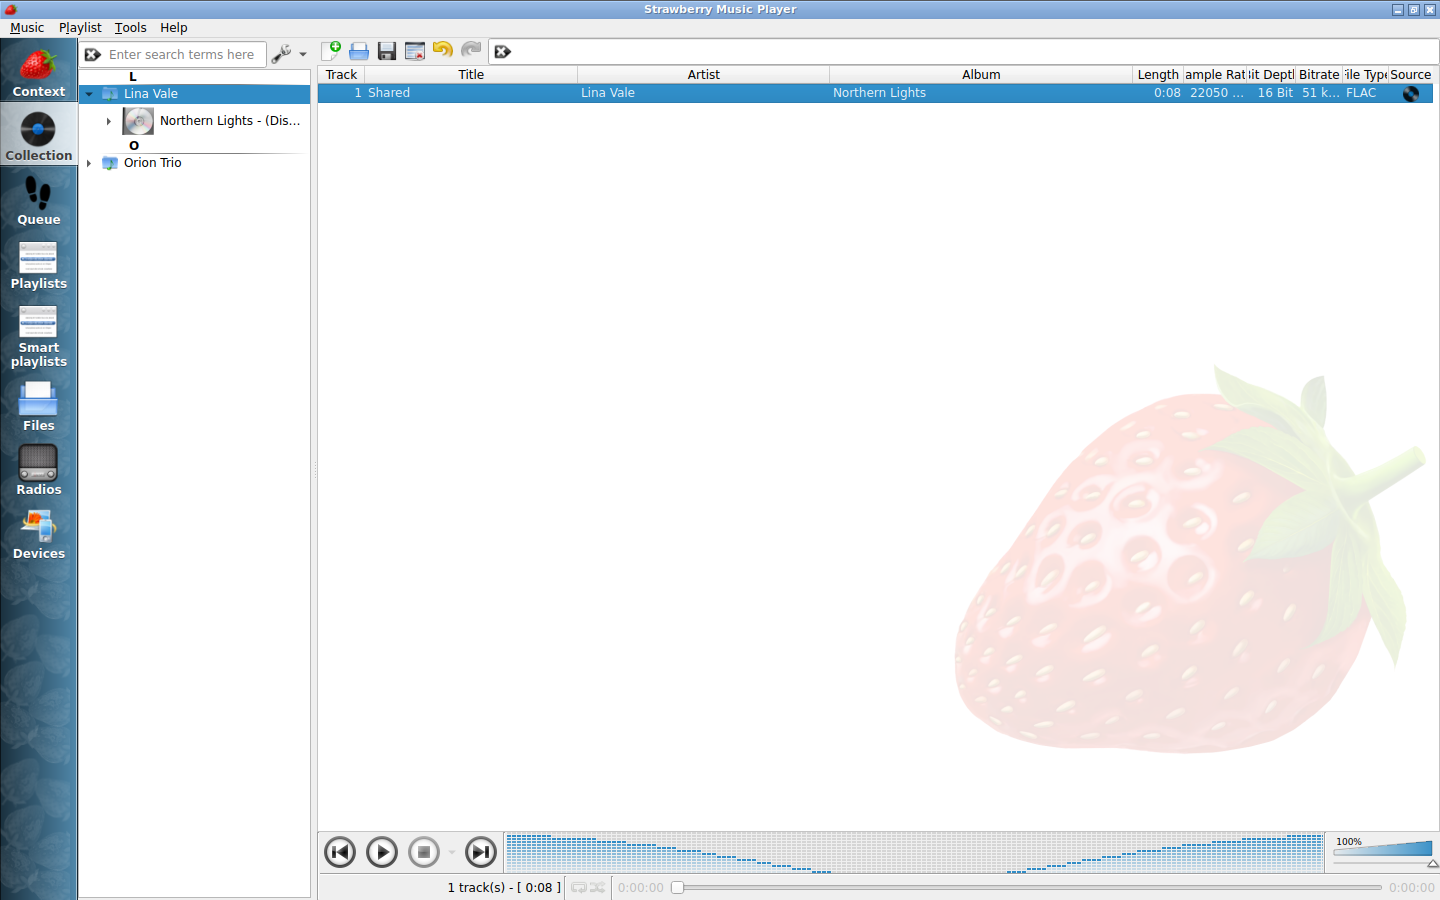 Strawberry Music Player
Music Playlist Tools Help
Context
Collection
Queue
Playlists
Smart
playlists
Files
Radios
Devices
Enter search terms here
L
Lina Vale
Northern Lights - (Dis...
O
Orion Trio
Track Title Artist Album Length ample Rat it Dept Bitrate ile Type Source
1 Shared Lina Vale Northern Lights 0:08 22050 ... 16 Bit 51 k... FLAC
100%
1 track(s) - [ 0:08 ] 0:00:00 0:00:00